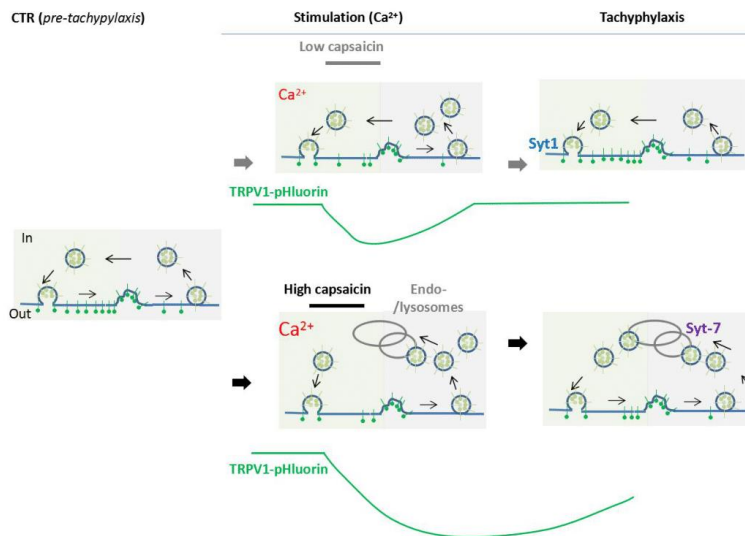 CTR (pre-tachypylaxis)
Stimulation (Ca²⁺)
Tachyphylaxis
Low capsaicin
Ca²⁺
Syt1
TRPV1-pHluorin
In
Out
High capsaicin
Endo-
/lysosomes
Ca²⁺
Syt-7
TRPV1-pHluorin